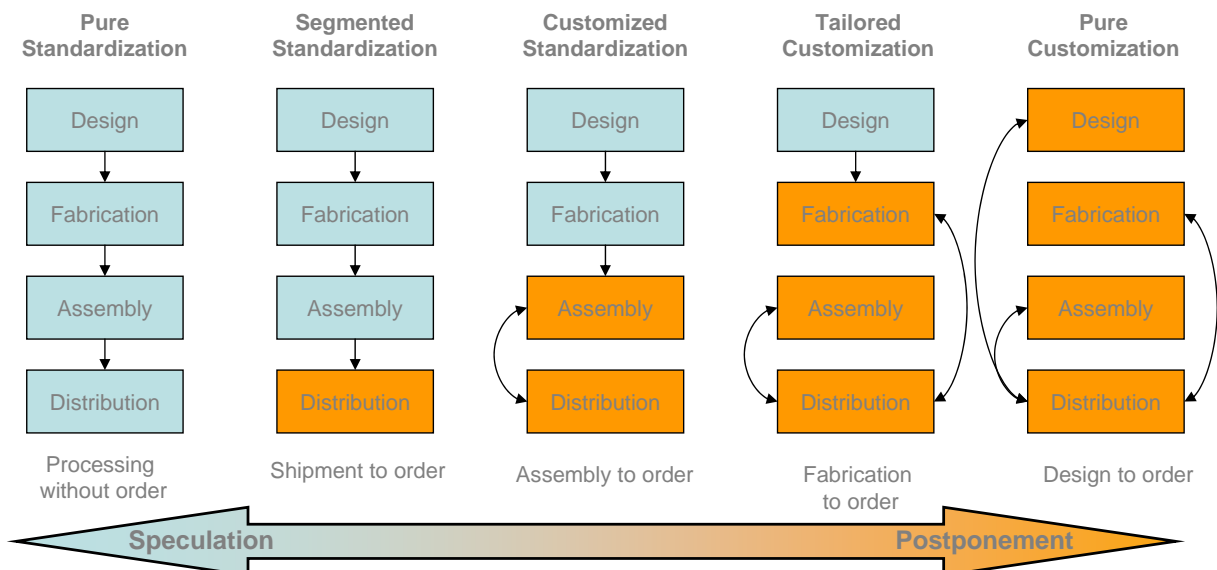 Pure
Standardization
Segmented
Standardization
Customized
Standardization
Tailored
Customization
Pure
Customization
Design
Design
Design
Design
Design
Fabrication
Fabrication
Fabrication
Fabrication
Fabrication
Assembly
Assembly
Assembly
Assembly
Assembly
Distribution
Distribution
Distribution
Distribution
Distribution
Processing
without order
Shipment to order
Assembly to order
Fabrication
to order
Design to order
Speculation
Postponement